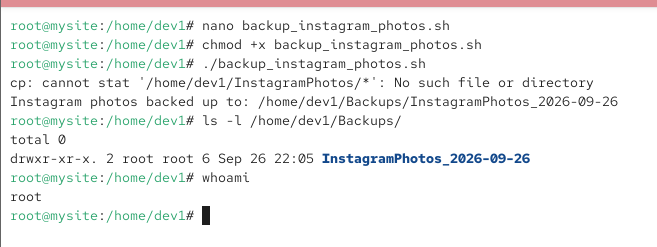 root@mysite:/home/dev1# nano backup_instagram_photos.sh
root@mysite:/home/dev1# chmod +x backup_instagram_photos.sh
root@mysite:/home/dev1# ./backup_instagram_photos.sh
cp: cannot stat '/home/dev1/InstagramPhotos/*': No such file or directory
Instagram photos backed up to: /home/dev1/Backups/InstagramPhotos_2026-09-26
root@mysite:/home/dev1# ls -l /home/dev1/Backups/
total 0
drwxr-xr-x. 2 root root 6 Sep 26 22:05 InstagramPhotos_2026-09-26
root@mysite:/home/dev1# whoami
root
root@mysite:/home/dev1#